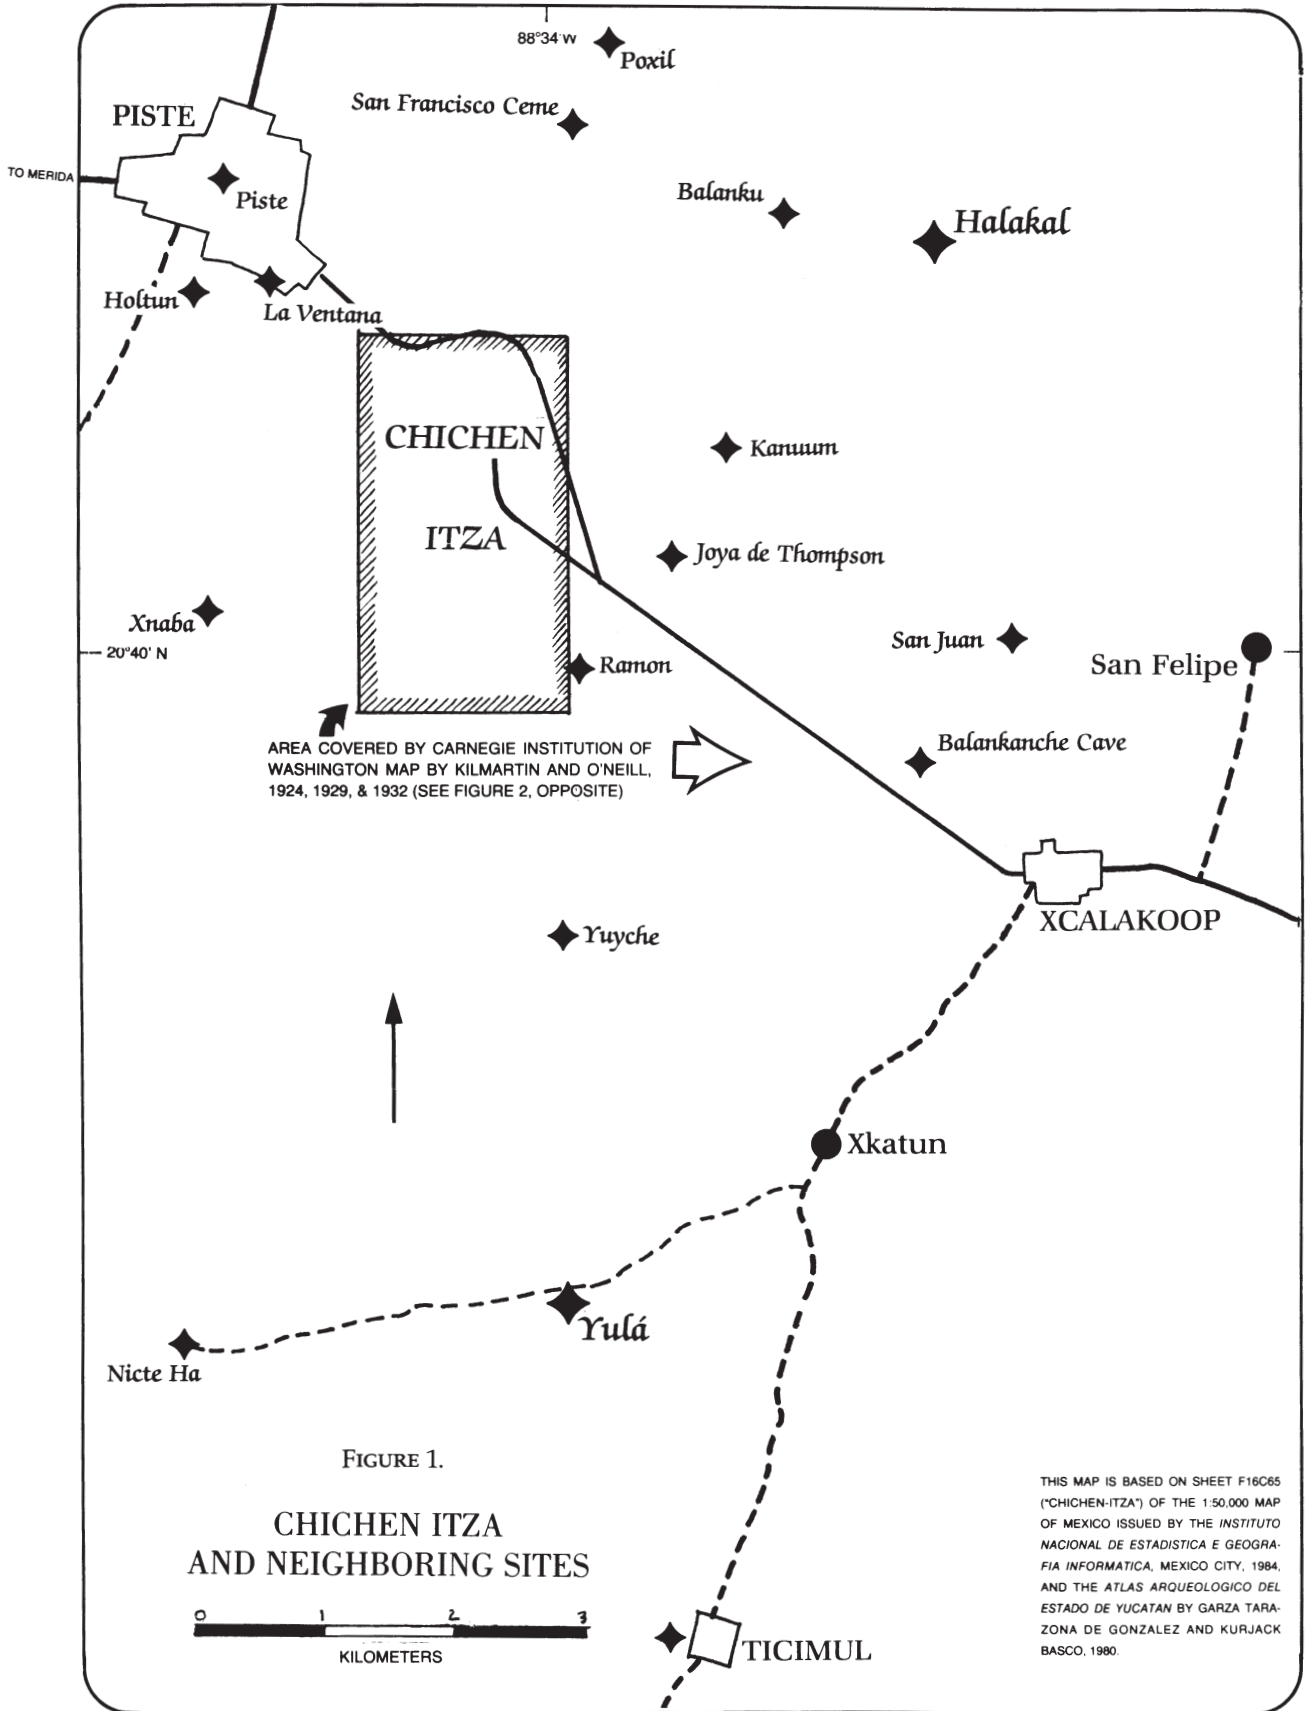 88°34' W
Poxil
San Francisco Ceme
PISTE
TO MERIDA
Piste
Balanku
Halakal
Holtun
La Ventana
CHICHEN
ITZA
Kanuum
Joya de Thompson
Xnaba
20°40' N
San Juan
San Felipe
Ramon
AREA COVERED BY CARNEGIE INSTITUTION OF
WASHINGTON MAP BY KILMARTIN AND O'NEILL,
1924, 1929, & 1932 (SEE FIGURE 2, OPPOSITE)
Balankanche Cave
XCALAKOOP
Yuyche
Xkatun
Yulá
Nicte Ha
FIGURE 1.
CHICHEN ITZA
AND NEIGHBORING SITES
0 1 2 3
KILOMETERS
TICIMUL
THIS MAP IS BASED ON SHEET F16C65
("CHICHEN-ITZA") OF THE 1:50,000 MAP
OF MEXICO ISSUED BY THE INSTITUTO
NACIONAL DE ESTADISTICA E GEOGRA-
FIA INFORMATICA, MEXICO CITY, 1984,
AND THE ATLAS ARQUEOLOGICO DEL
ESTADO DE YUCATAN BY GARZA TARA-
ZONA DE GONZALEZ AND KURJACK
BASCO, 1980.